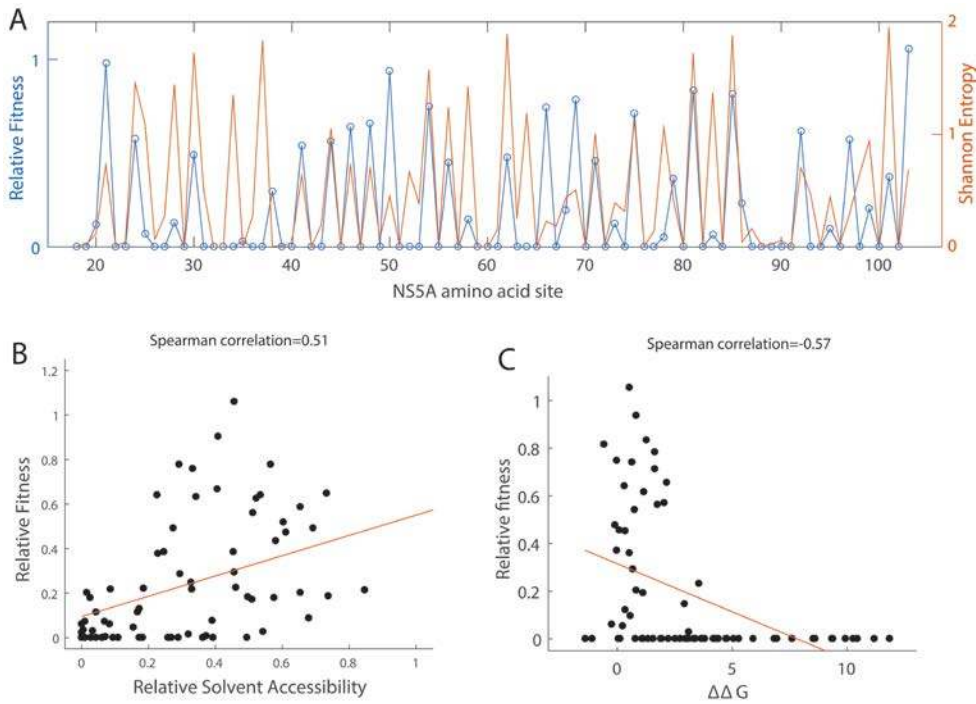 A
Relative Fitness
1
0
2
1
0
Shannon Entropy
20 30 40 50 60 70 80 90 100
NS5A amino acid site
B
Spearman correlation=0.51
Relative Fitness
1.2
1
0.8
0.6
0.4
0.2
0
0 0.2 0.4 0.6 0.8 1
Relative Solvent Accessibility
C
Spearman correlation=-0.57
Relative fitness
1
0.8
0.6
0.4
0.2
0
0 5 10
ΔΔ G